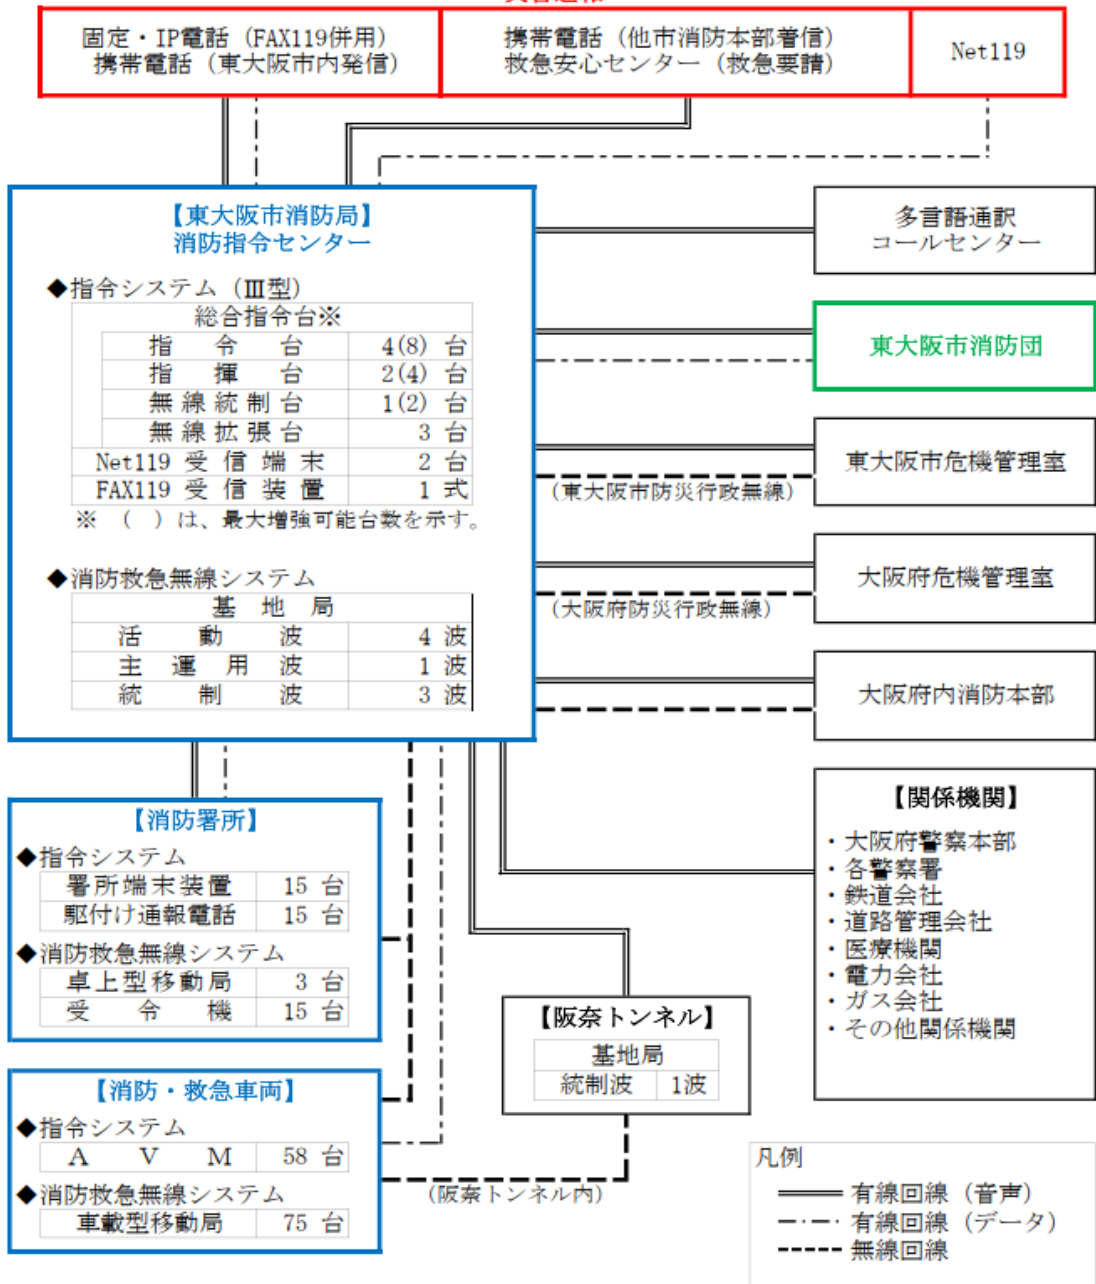 固定・IP電話（FAX119併用）
携帯電話（東大阪市内発信）
携帯電話（他市消防本部着信）
救急安心センター（救急要請）
Net119
【東大阪市消防局】
消防指令センター
◆指令システム（Ⅲ型）
総合指令台※
指令台 4(8) 台
指揮台 2(4) 台
無線統制台 1(2) 台
無線拡張台 3 台
Net119 受信端末 2 台
FAX119 受信装置 1 式
※ （ ）は、最大増強可能台数を示す。
◆消防救急無線システム
基地局
活動波 4 波
主運用波 1 波
統制波 3 波
多言語通訳
コールセンター
東大阪市消防団
東大阪市危機管理室
（東大阪市防災行政無線）
大阪府危機管理室
（大阪府防災行政無線）
大阪府内消防本部
【消防署所】
◆指令システム
署所端末装置 15 台
駆付け通報電話 15 台
◆消防救急無線システム
卓上型移動局 3 台
受令機 15 台
【消防・救急車両】
◆指令システム
AVM 58 台
◆消防救急無線システム
車載型移動局 75 台
【阪奈トンネル】
基地局
統制波 1波
（阪奈トンネル内）
【関係機関】
・大阪府警察本部
・各警察署
・鉄道会社
・道路管理会社
・医療機関
・電力会社
・ガス会社
・その他関係機関
凡例
有線回線（音声）
有線回線（データ）
無線回線